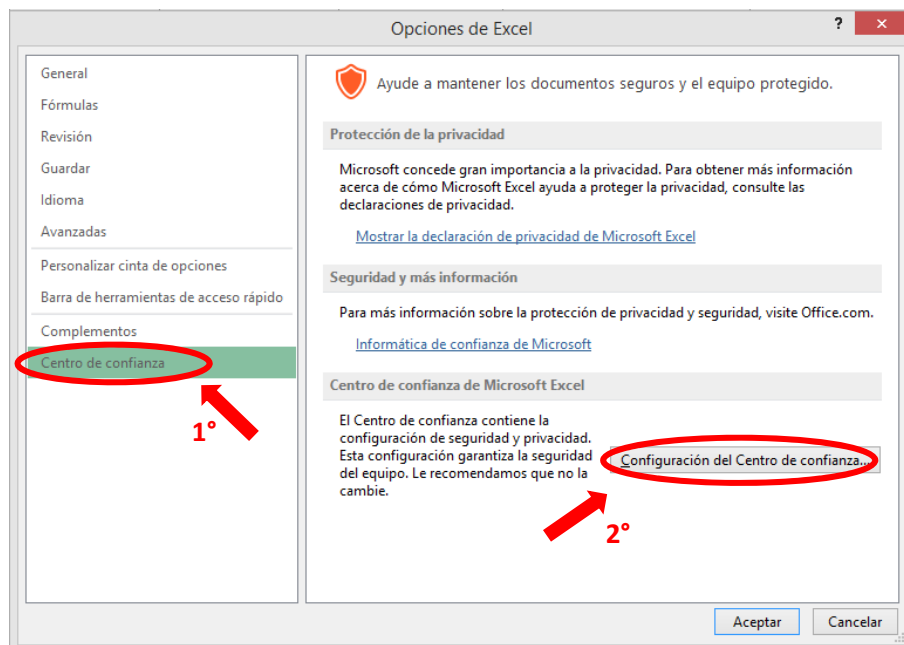 Opciones de Excel
?
×
General
Fórmulas
Revisión
Guardar
Idioma
Avanzadas
Personalizar cinta de opciones
Barra de herramientas de acceso rápido
Complementos
Centro de confianza
1°
Ayude a mantener los documentos seguros y el equipo protegido.
Protección de la privacidad
Microsoft concede gran importancia a la privacidad. Para obtener más información
acerca de cómo Microsoft Excel ayuda a proteger la privacidad, consulte las
declaraciones de privacidad.
Mostrar la declaración de privacidad de Microsoft Excel
Seguridad y más información
Para más información sobre la protección de privacidad y seguridad, visite Office.com.
Informática de confianza de Microsoft
Centro de confianza de Microsoft Excel
El Centro de confianza contiene la
configuración de seguridad y privacidad.
Esta configuración garantiza la seguridad
del equipo. Le recomendamos que no la
cambie.
Configuración del Centro de confianza...
2°
Aceptar
Cancelar